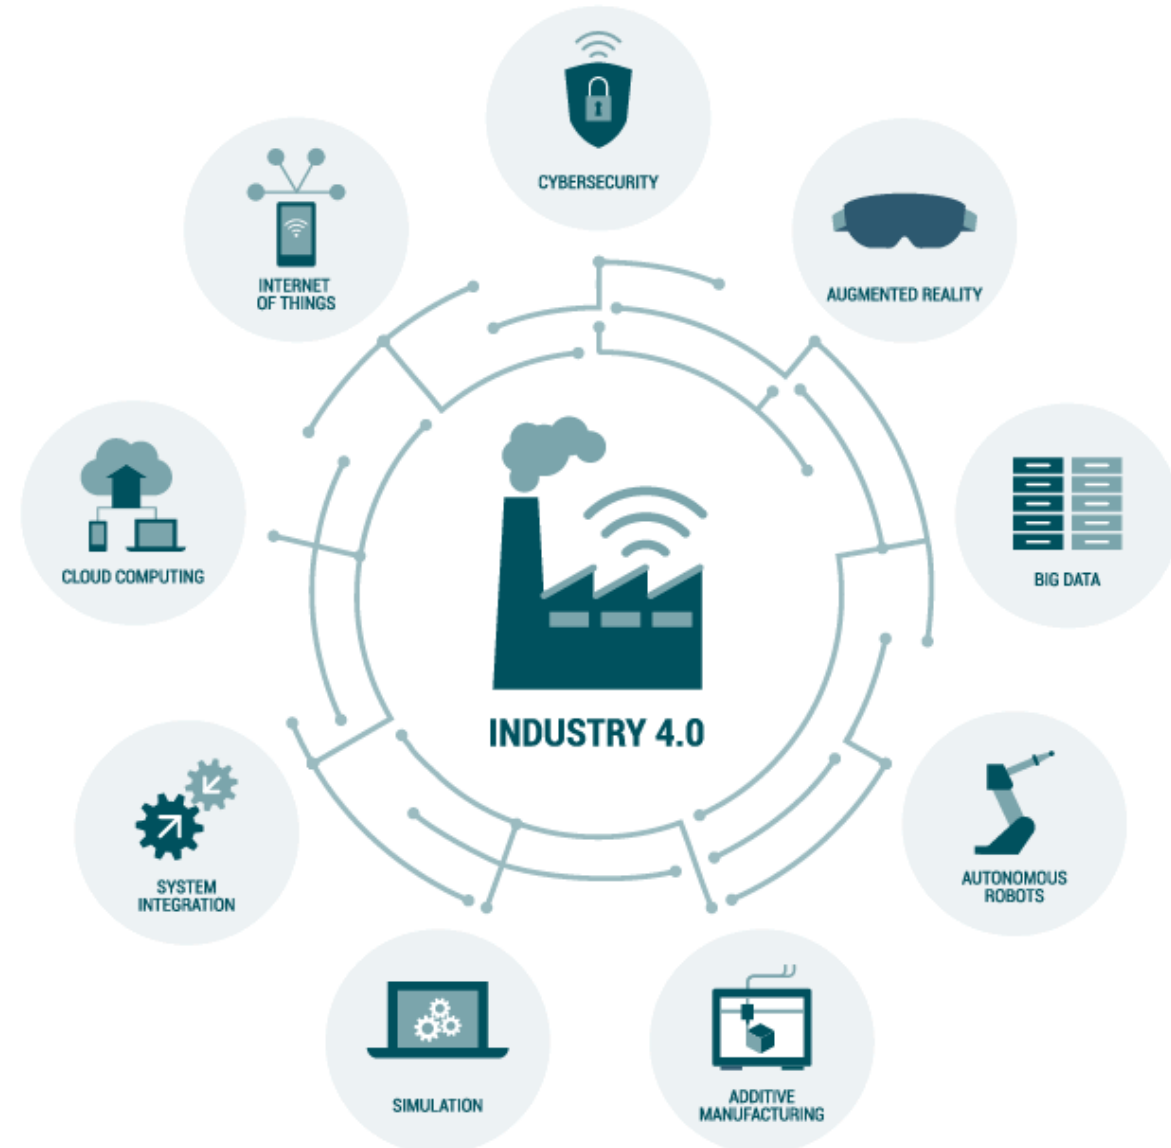 CYBERSECURITY
AUGMENTED REALITY
INTERNET
OF THINGS
BIG DATA
CLOUD COMPUTING
INDUSTRY 4.0
AUTONOMOUS
ROBOTS
SYSTEM
INTEGRATION
ADDITIVE
MANUFACTURING
SIMULATION